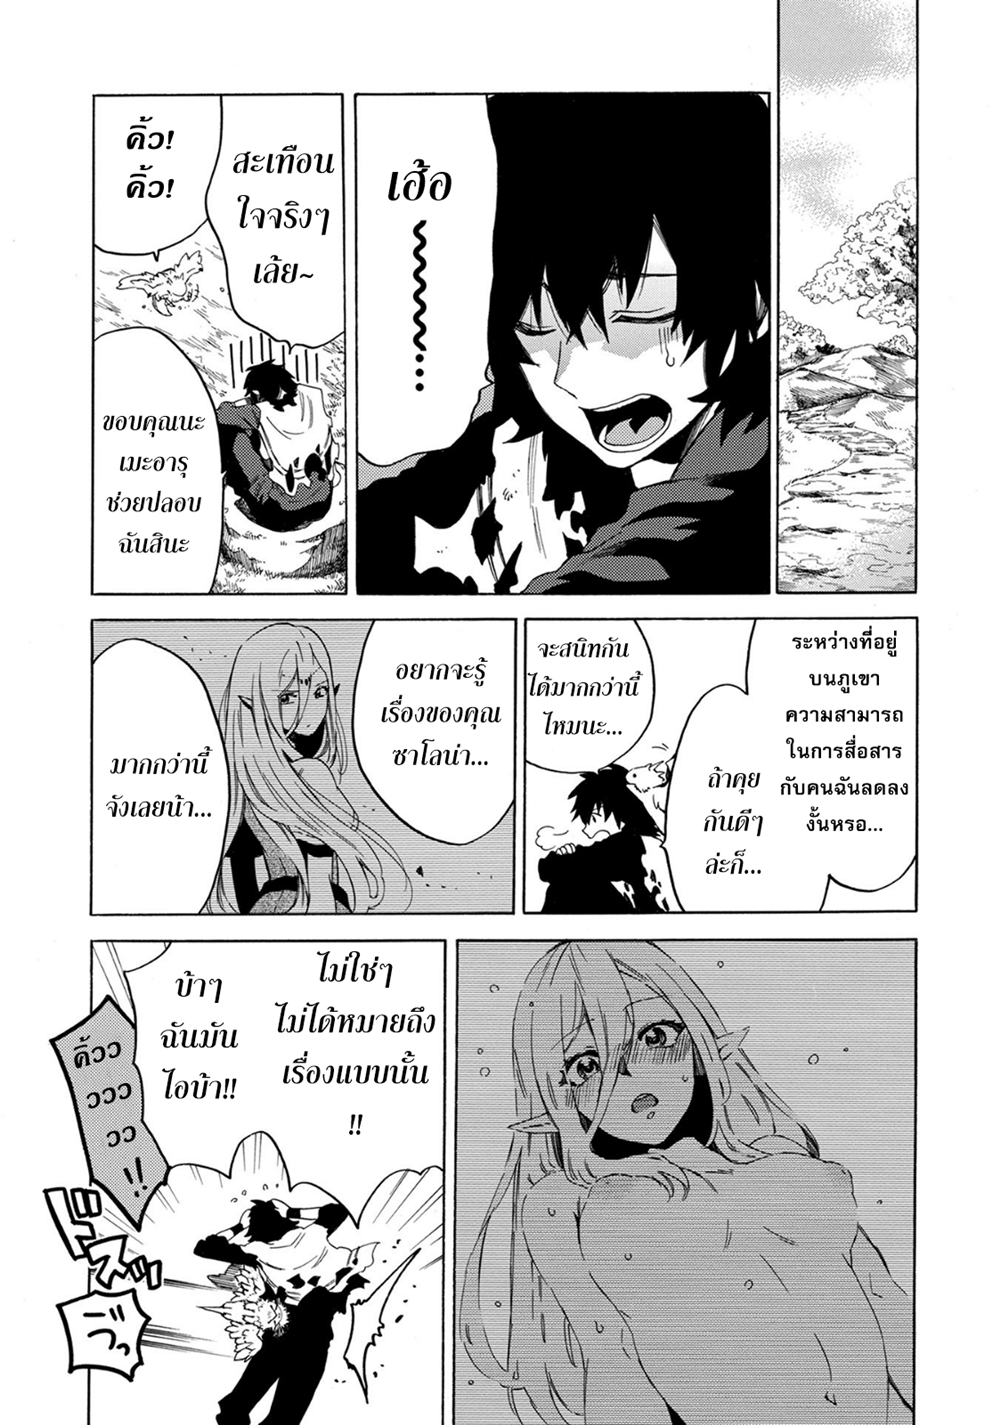 เฮ้อ
สะเทือน
ใจจริงๆ
เล้ย~
คิ้ว!
คิ้ว!
ขอบคุณนะ
เมะอารุ
ช่วยปลอบ
ฉันสินะ
ระหว่างที่อยู่
บนภูเขา
ความสามารถ
ในการสื่อสาร
กับคนฉันลดลง
งั้นหรอ...
ถ้าคุย
กันดีๆ
ล่ะก็...
จะสนิทกัน
ได้มากกว่านี้
ไหมนะ...
อยากจะรู้
เรื่องของคุณ
ซาโลน่า...
มากกว่านี้
จังเลยน้า...
ไม่ใช่ๆ
ไม่ได้หมายถึง
เรื่องแบบนั้น
!!
บ้าๆ
ฉันมัน
ไอบ้า!!
คิ้วว
ววว
วว
!!
ドスッ
ごっ